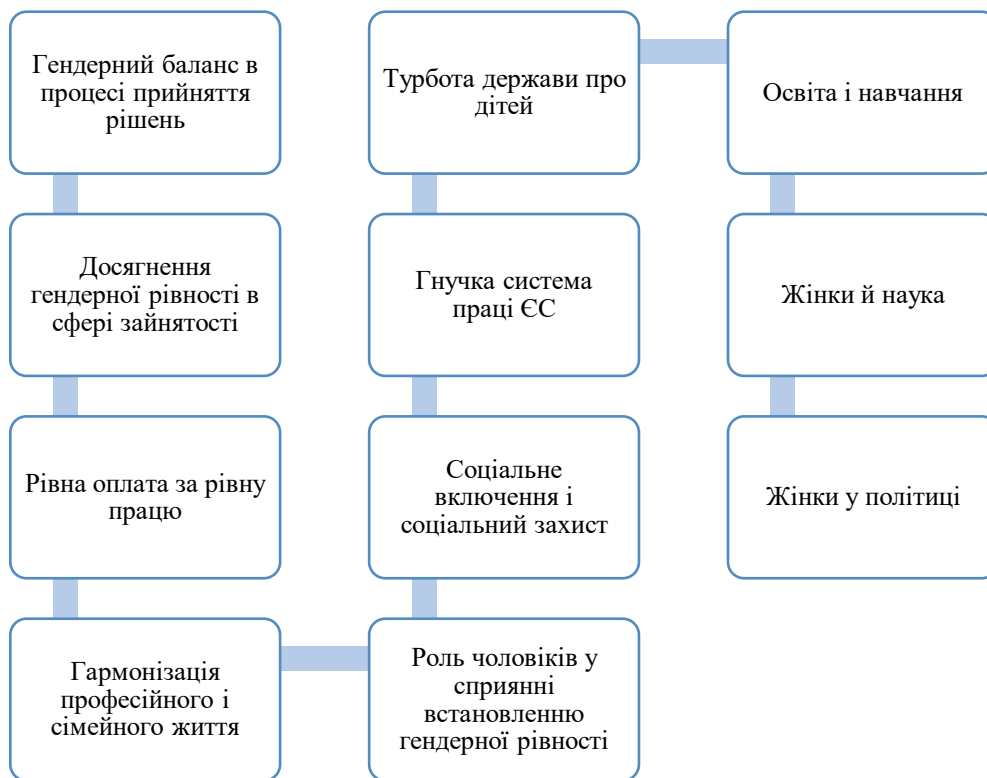 Гендерний баланс в
процесі прийняття
рішень
Досягнення
гендерної рівності в
сфері зайнятості
Рівна оплата за рівну
працю
Гармонізація
професійного і
сімейного життя
Роль чоловіків у
сприянні
встановленню
гендерної рівності
Соціальне
включення і
соціальний захист
Гнучка система
праці ЄС
Турбота держави про
дітей
Освіта і навчання
Жінки й наука
Жінки у політиці